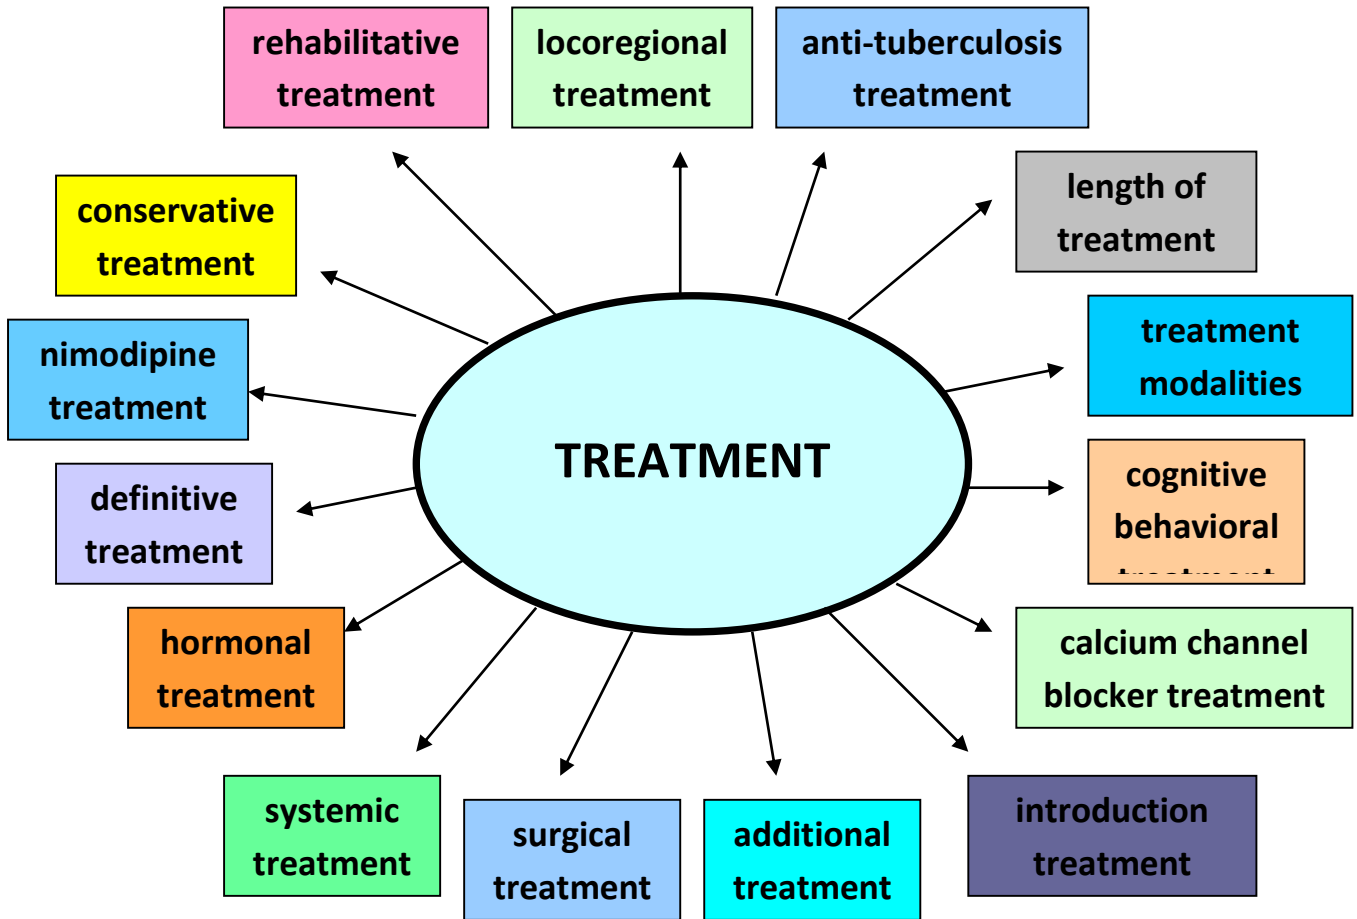 rehabilitative
treatment
locoregional
treatment
anti-tuberculosis
treatment
length of
treatment
conservative
treatment
treatment
modalities
nimodipine
treatment
TREATMENT
cognitive
behavioral
treatment
definitive
treatment
calcium channel
blocker treatment
hormonal
treatment
introduction
treatment
systemic
treatment
surgical
treatment
additional
treatment